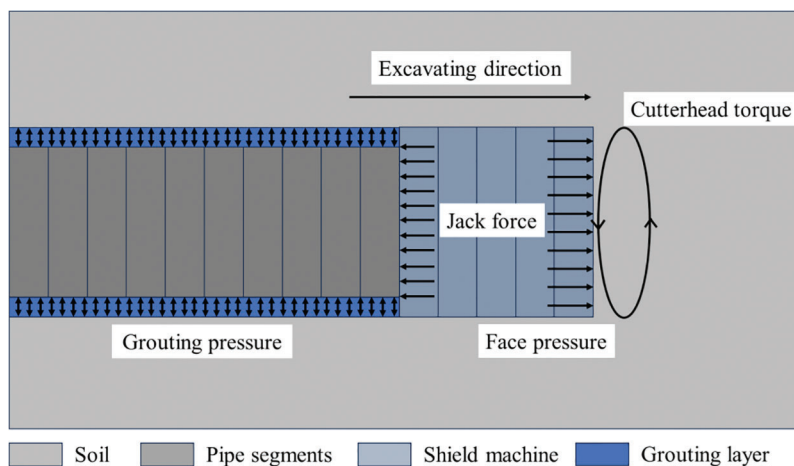 Excavating direction
Cutterhead torque
Jack force
Grouting pressure
Face pressure
Soil
Pipe segments
Shield machine
Grouting layer